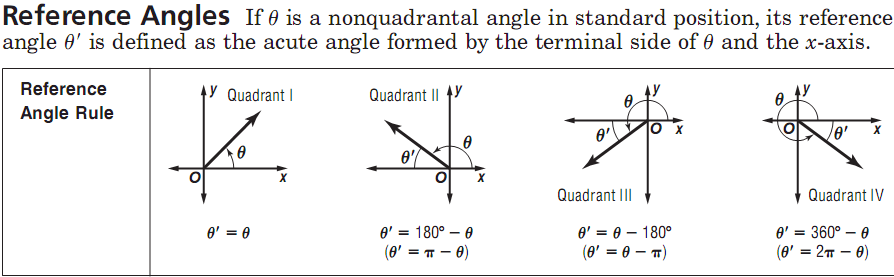 Reference Angles If θ is a nonquadrantal angle in standard position, its reference
angle θ′ is defined as the acute angle formed by the terminal side of θ and the x-axis.
Reference
Angle Rule
y Quadrant I
θ
O x
θ′ = θ
Quadrant II y
θ
θ′
O x
θ′ = 180° − θ
(θ′ = π − θ)
y
θ
θ′ O x
Quadrant III
θ′ = θ − 180°
(θ′ = θ − π)
y
θ
O θ′ x
Quadrant IV
θ′ = 360° − θ
(θ′ = 2π − θ)